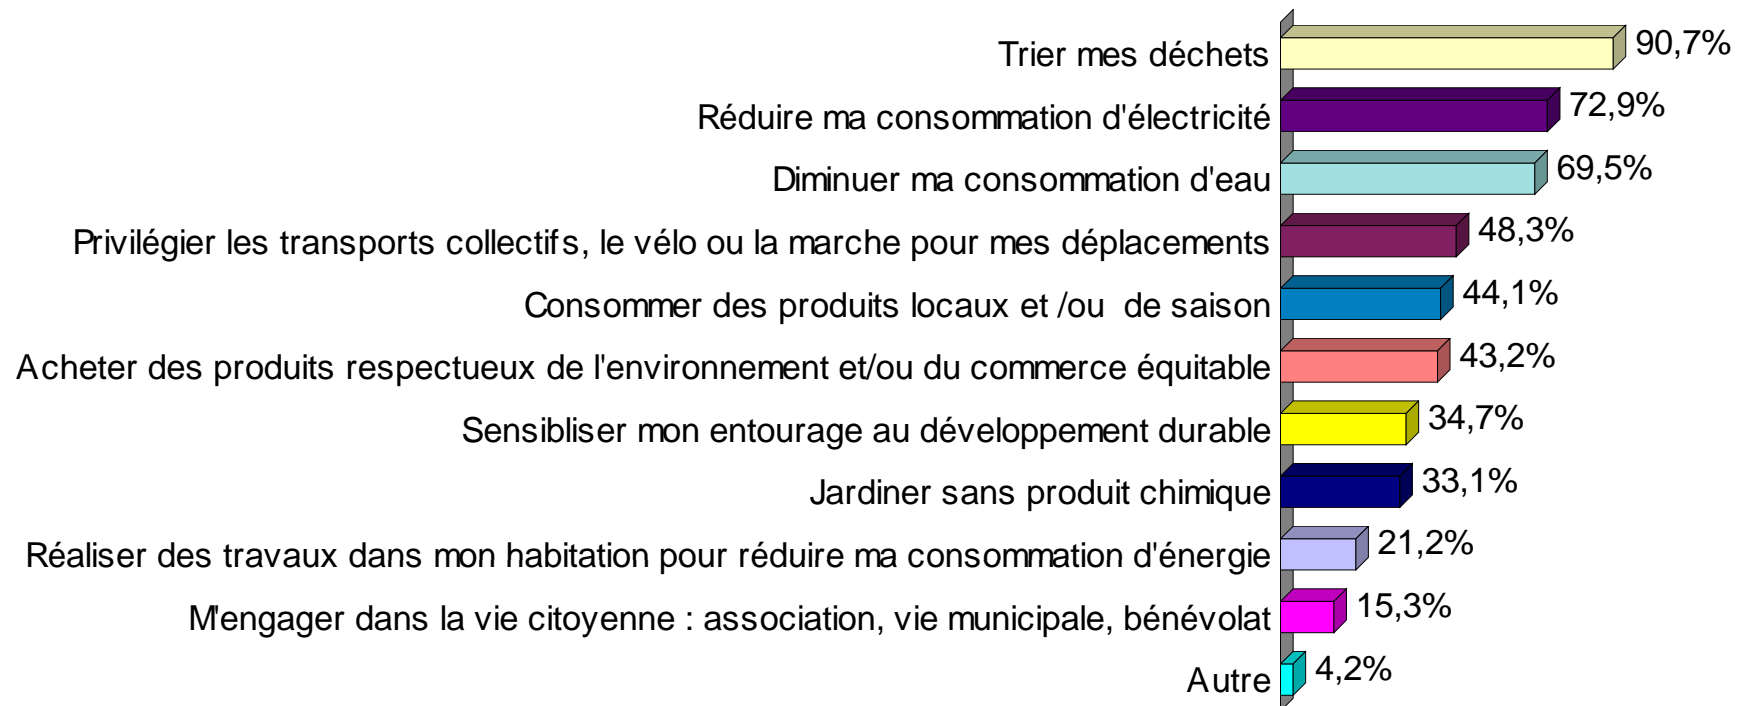 Trier mes déchets 90,7%
Réduire ma consommation d'électricité 72,9%
Diminuer ma consommation d'eau 69,5%
Privilégier les transports collectifs, le vélo ou la marche pour mes déplacements 48,3%
Consommer des produits locaux et /ou de saison 44,1%
Acheter des produits respectueux de l'environnement et/ou du commerce équitable 43,2%
Sensibliser mon entourage au développement durable 34,7%
Jardiner sans produit chimique 33,1%
Réaliser des travaux dans mon habitation pour réduire ma consommation d'énergie 21,2%
M'engager dans la vie citoyenne : association, vie municipale, bénévolat 15,3%
Autre 4,2%